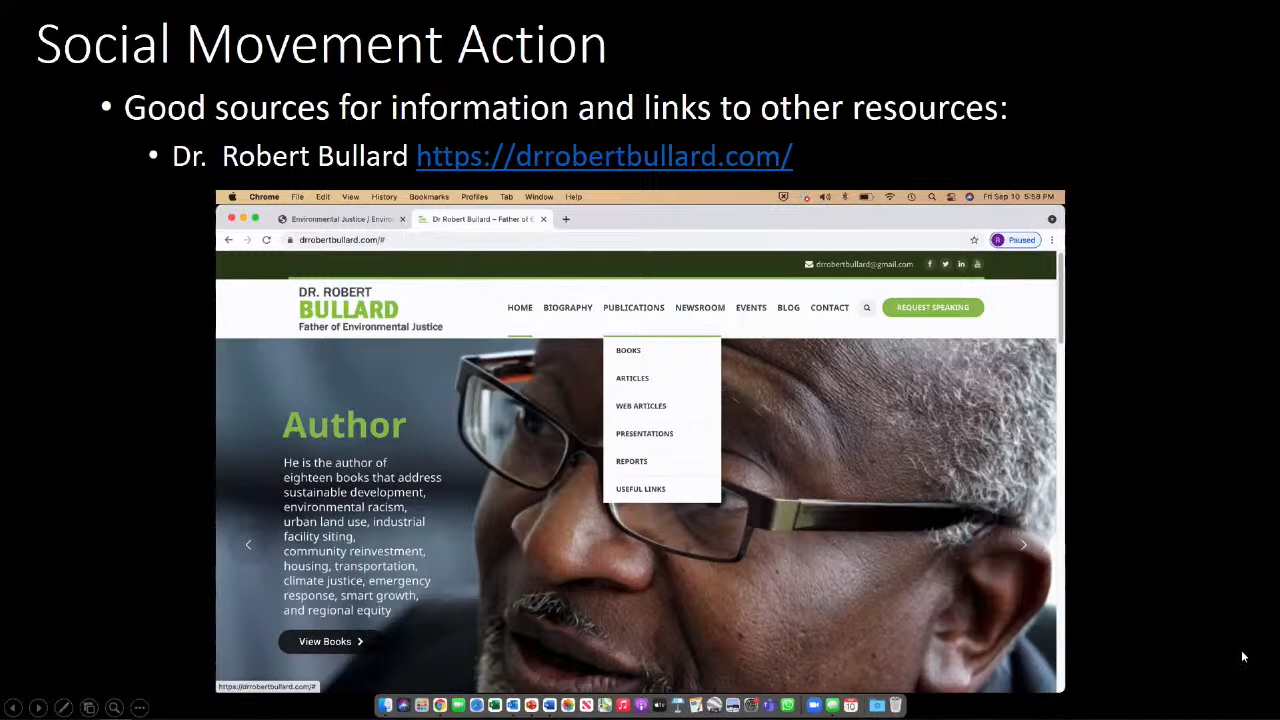 Social Movement Action
• Good sources for information and links to other resources:
• Dr. Robert Bullard https://drrobertbullard.com/
Chrome File Edit View History Bookmarks Profiles Tab Window Help Fri Sep 10 5:58 PM
Environmental Justice / Enviro Dr Robert Bullard – Father of E
drrobertbullard.com/# Paused
drrobertbullard@gmail.com
DR. ROBERT
BULLARD
Father of Environmental Justice
HOME BIOGRAPHY PUBLICATIONS NEWSROOM EVENTS BLOG CONTACT REQUEST SPEAKING
BOOKS
ARTICLES
WEB ARTICLES
PRESENTATIONS
REPORTS
USEFUL LINKS
Author
He is the author of
eighteen books that address
sustainable development,
environmental racism,
urban land use, industrial
facility siting,
community reinvestment,
housing, transportation,
climate justice, emergency
response, smart growth,
and regional equity
View Books
https://drrobertbullard.com/#